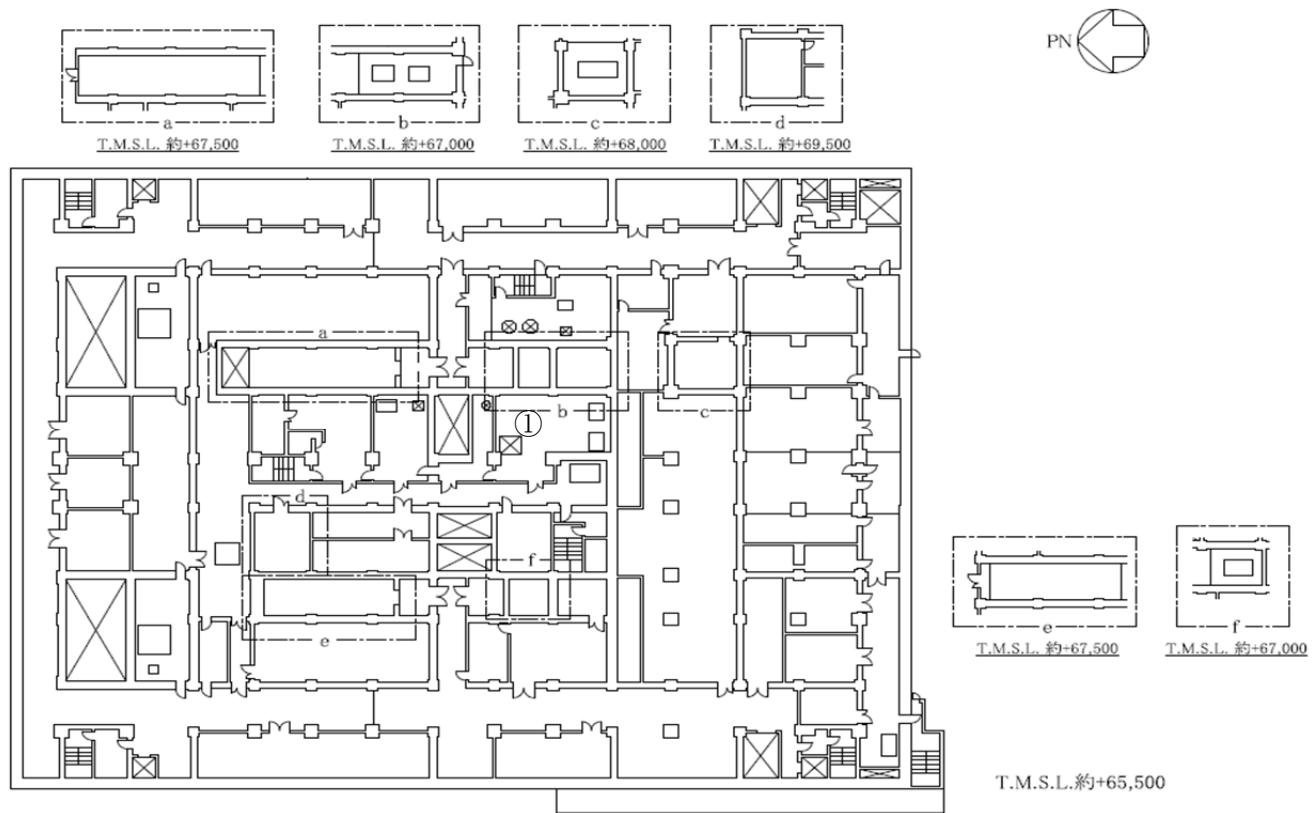 PN
a
T.M.S.L. 約+67,500
b
T.M.S.L. 約+67,000
c
T.M.S.L. 約+68,000
d
T.M.S.L. 約+69,500
a
b
c
①
d
f
e
e
T.M.S.L. 約+67,500
f
T.M.S.L. 約+67,000
T.M.S.L.約+65,500